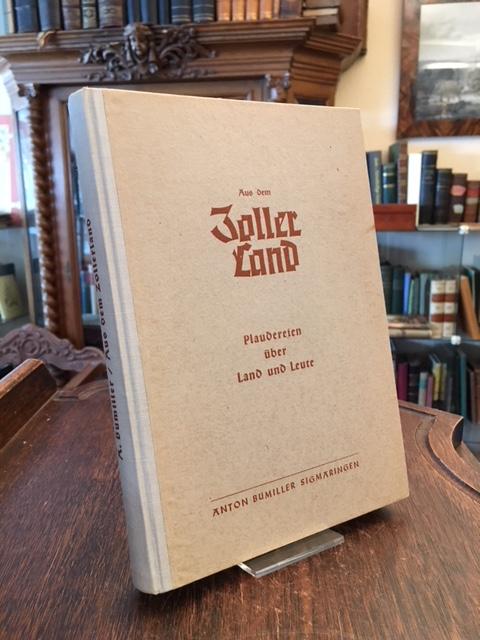 Aus dem
Zoller
Land
Plaudereien
über
Land und Leute
ANTON BUMILLER SIGMARINGEN
A. Bumiller / Aus dem Zollerland